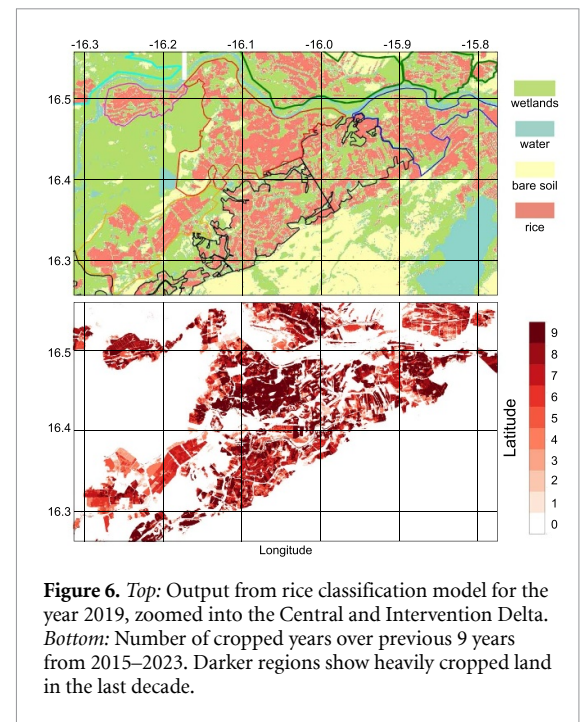 -16.3 -16.2 -16.1 -16.0 -15.9 -15.8
16.5
16.4
16.3
wetlands
water
bare soil
rice
16.5
16.4
16.3
Longitude
Latitude
9
8
7
6
5
4
3
2
1
0
Figure 6. Top: Output from rice classification model for the
year 2019, zoomed into the Central and Intervention Delta.
Bottom: Number of cropped years over previous 9 years
from 2015–2023. Darker regions show heavily cropped land
in the last decade.